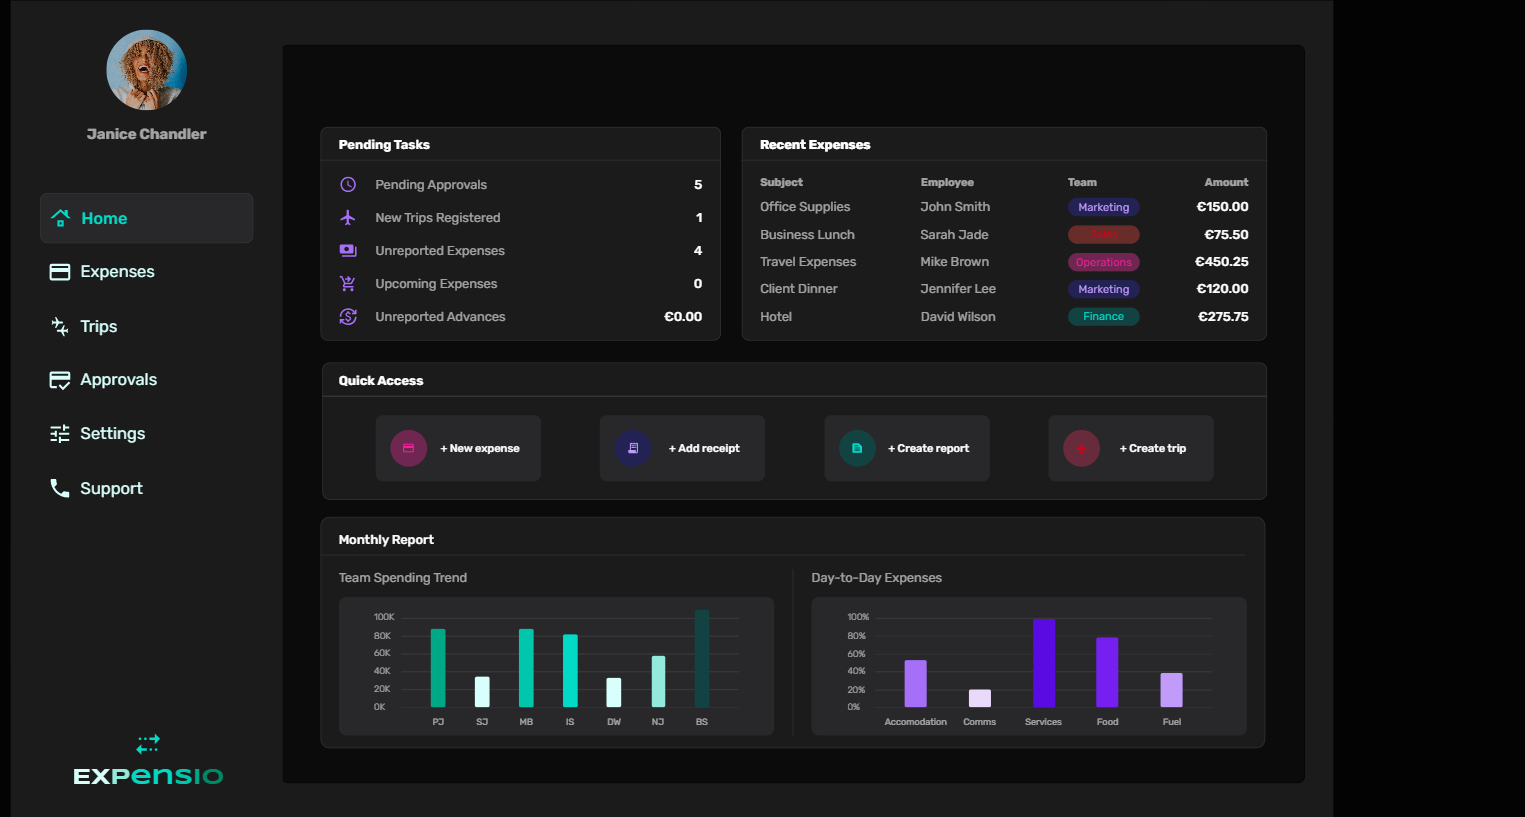 Janice Chandler
Home
Expenses
Trips
Approvals
Settings
Support
EXPENSIO
Pending Tasks
Pending Approvals 5
New Trips Registered 1
Unreported Expenses 4
Upcoming Expenses 0
Unreported Advances €0.00
Recent Expenses
Subject Employee Team Amount
Office Supplies John Smith Marketing €150.00
Business Lunch Sarah Jade Sales €75.50
Travel Expenses Mike Brown Operations €450.25
Client Dinner Jennifer Lee Marketing €120.00
Hotel David Wilson Finance €275.75
Quick Access
+ New expense
+ Add receipt
+ Create report
+ Create trip
Monthly Report
Team Spending Trend
100K
80K
60K
40K
20K
0K
PJ SJ MB IS DW NJ BS
Day-to-Day Expenses
100%
80%
60%
40%
20%
0%
Accomodation Comms Services Food Fuel